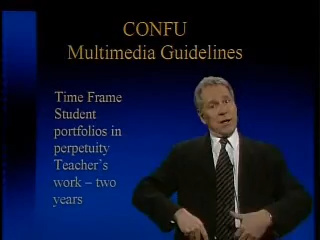 CONFU
Multimedia Guidelines
Time Frame
Student
portfolios in
perpetuity
Teacher's
work – two
years